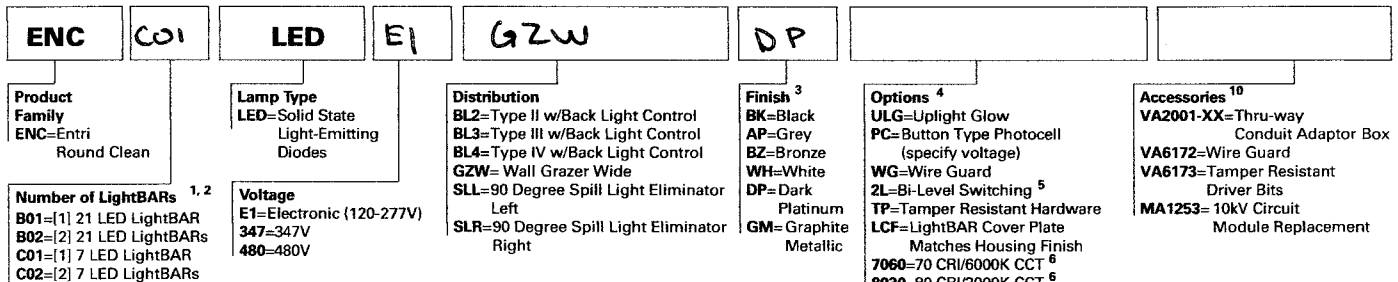 ENC C01 LED E1 GZW DP
Product
Family
ENC=Entri
Round Clean
Number of LightBARs 1, 2
B01=[1] 21 LED LightBAR
B02=[2] 21 LED LightBARs
C01=[1] 7 LED LightBAR
C02=[2] 7 LED LightBARs
Lamp Type
LED=Solid State
Light-Emitting
Diodes
Voltage
E1=Electronic (120-277V)
347=347V
480=480V
Distribution
BL2=Type II w/Back Light Control
BL3=Type III w/Back Light Control
BL4=Type IV w/Back Light Control
GZW= Wall Grazer Wide
SLL=90 Degree Spill Light Eliminator
Left
SLR=90 Degree Spill Light Eliminator
Right
Finish 3
BK=Black
AP=Grey
BZ=Bronze
WH=White
DP=Dark
Platinum
GM=Graphite
Metallic
Options 4
ULG=Uplight Glow
PC=Button Type Photocell
(specify voltage)
WG=Wire Guard
2L=Bi-Level Switching 5
TP=Tamper Resistant Hardware
LCF=LightBAR Cover Plate
Matches Housing Finish
7060=70 CRI/6000K CCT 6
CRI/3000K CCT 6
Accessories 10
VA2001-XX=Thru-way
Conduit Adaptor Box
VA6172=Wire Guard
VA6173=Tamper Resistant
Driver Bits
MA1253=10kV Circuit
Module Replacement